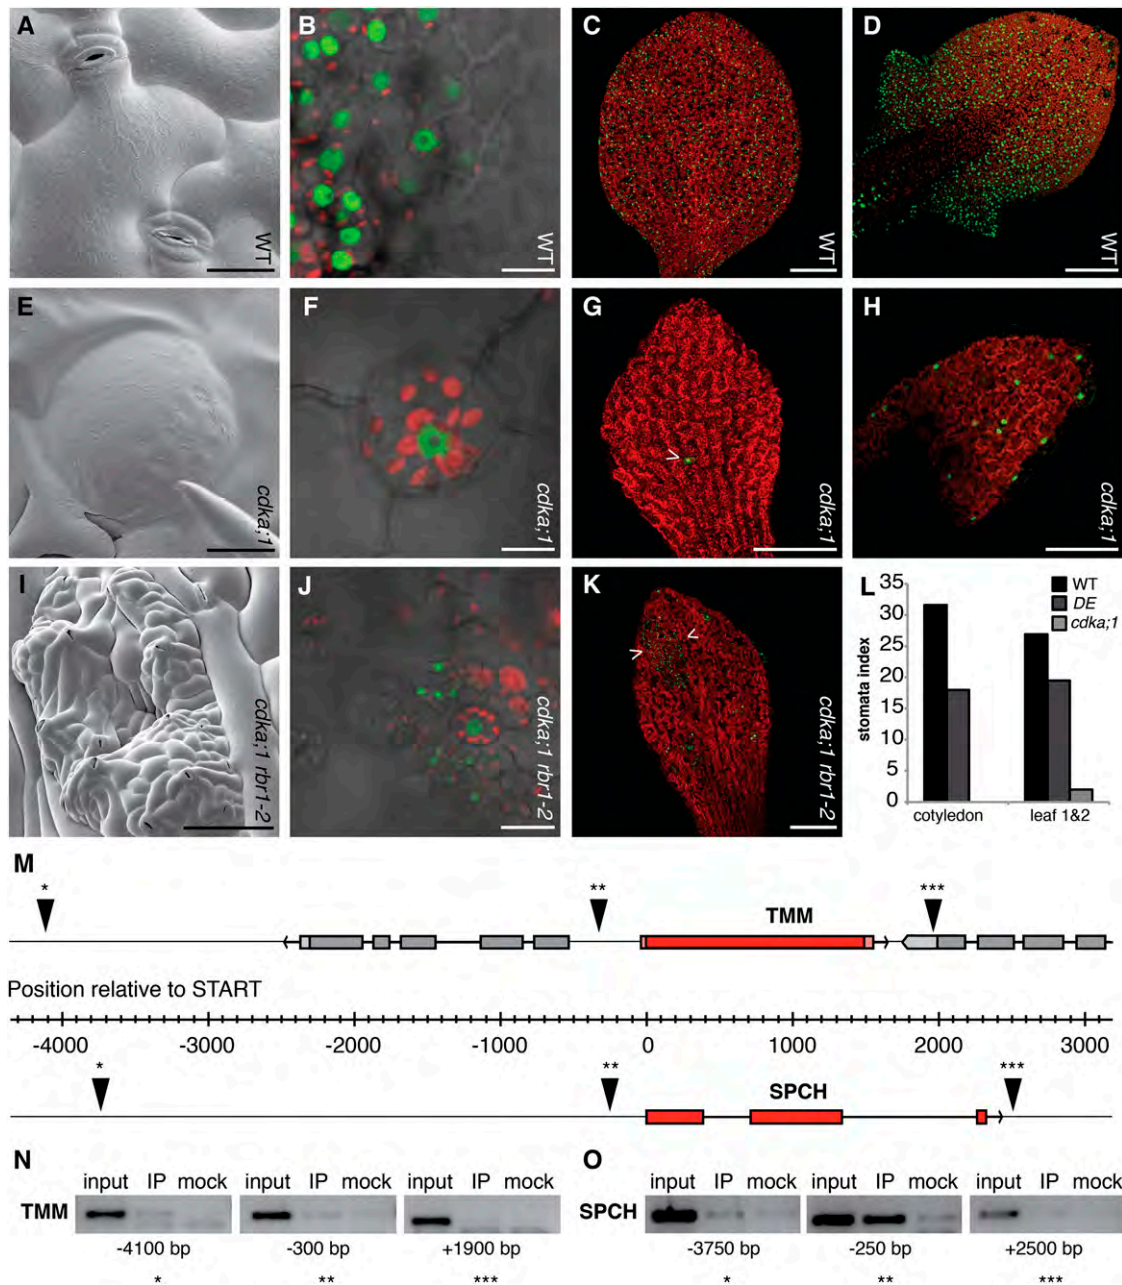 A
WT
B
WT
C
WT
D
WT
E
cdka;1
F
G
>
cdka;1
H
cdka;1
I
cdka;1 rbr1-2
J
cdka;1 rbr1-2
K
> <
cdka;1 rbr1-2
L
35
30
25
20
15
10
5
0
stomata index
WT
DE
cdka;1
cotyledon leaf 1&2
M
* ** ***
TMM
Position relative to START
-4000 -3000 -2000 -1000 0 1000 2000 3000
* ** ***
SPCH
N
input IP mock input IP mock input IP mock
TMM
-4100 bp -300 bp +1900 bp
* ** ***
O
input IP mock input IP mock input IP mock
SPCH
-3750 bp -250 bp +2500 bp
* ** ***